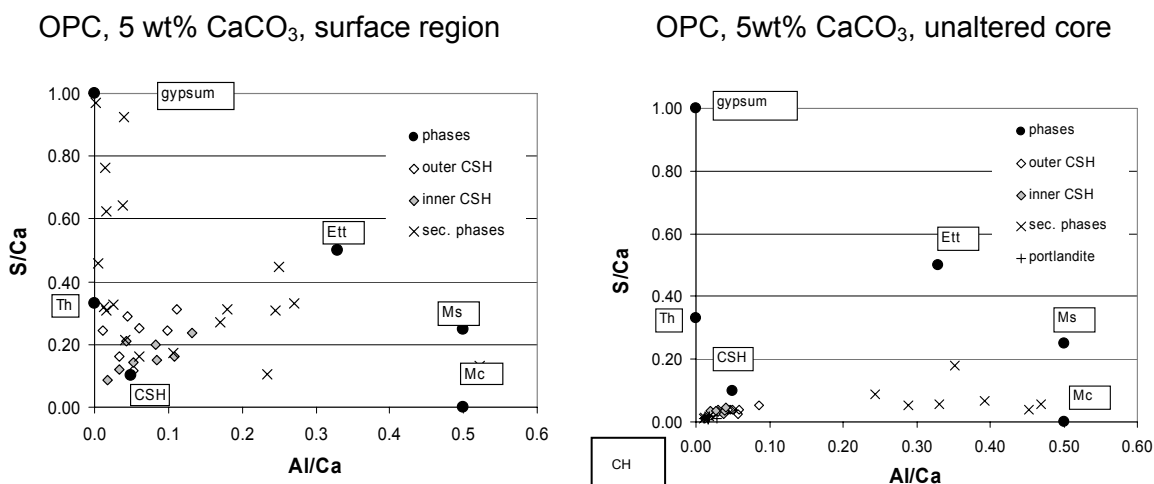 OPC, 5 wt% CaCO₃, surface region
1.00
0.80
0.60
0.40
0.20
0.00
S/Ca
0.0 0.1 0.2 0.3 0.4 0.5 0.6
Al/Ca
gypsum
phases
outer CSH
inner CSH
sec. phases
Ett
Th
Ms
Mc
CSH
OPC, 5wt% CaCO₃, unaltered core
1.00
0.80
0.60
0.40
0.20
0.00
S/Ca
0.00 0.10 0.20 0.30 0.40 0.50 0.60
Al/Ca
gypsum
phases
outer CSH
inner CSH
sec. phases
portlandite
Ett
Th
Ms
CSH
Mc
CH